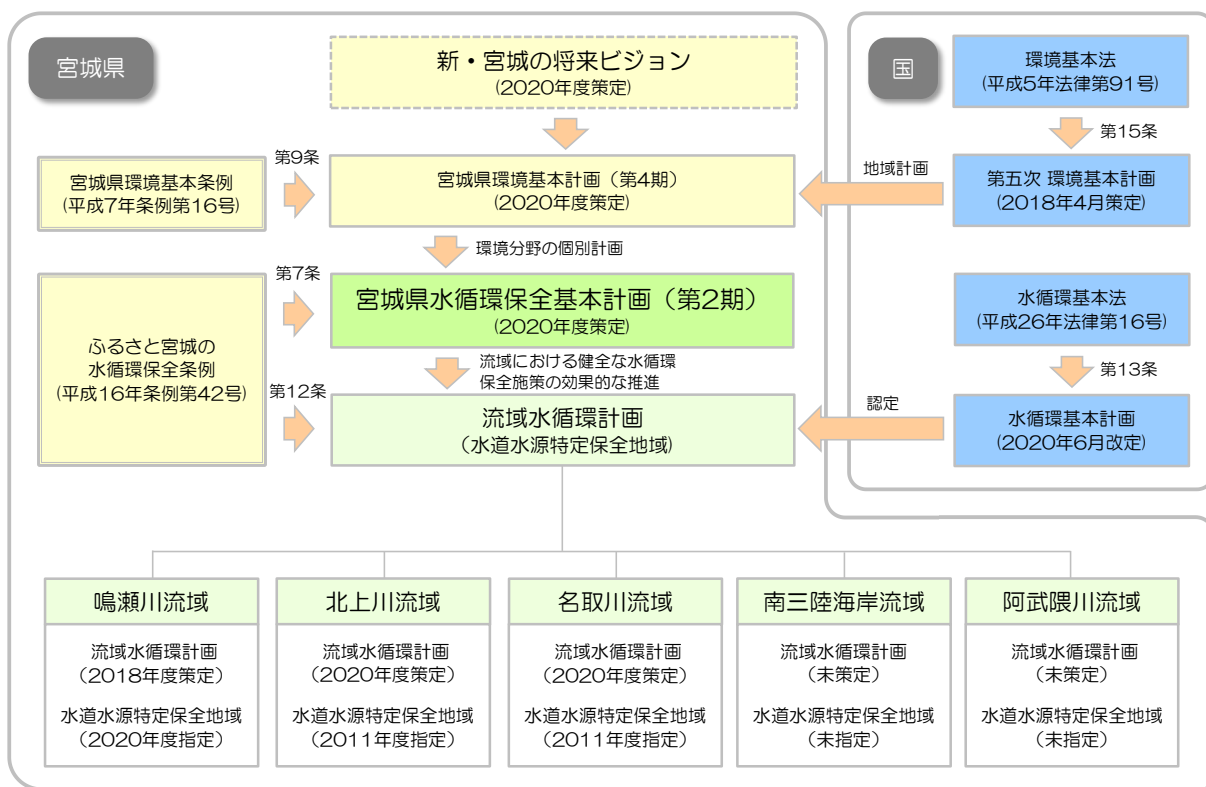 宮城県
新・宮城の将来ビジョン
(2020年度策定)
国
環境基本法
(平成5年法律第91号)
第15条
第9条
宮城県環境基本条例
(平成7年条例第16号)
宮城県環境基本計画（第4期）
(2020年度策定)
地域計画
第五次 環境基本計画
(2018年4月策定)
環境分野の個別計画
第7条
ふるさと宮城の
水循環保全条例
(平成16年条例第42号)
宮城県水循環保全基本計画（第2期）
(2020年度策定)
水循環基本法
(平成26年法律第16号)
流域における健全な水循環
保全施策の効果的な推進
第13条
第12条
流域水循環計画
(水道水源特定保全地域)
認定
水循環基本計画
(2020年6月改定)
鳴瀬川流域
流域水循環計画
（2018年度策定）
水道水源特定保全地域
（2020年度指定）
北上川流域
流域水循環計画
（2020年度策定）
水道水源特定保全地域
（2011年度指定）
名取川流域
流域水循環計画
（2020年度策定）
水道水源特定保全地域
（2011年度指定）
南三陸海岸流域
流域水循環計画
（未策定）
水道水源特定保全地域
（未指定）
阿武隈川流域
流域水循環計画
（未策定）
水道水源特定保全地域
（未指定）